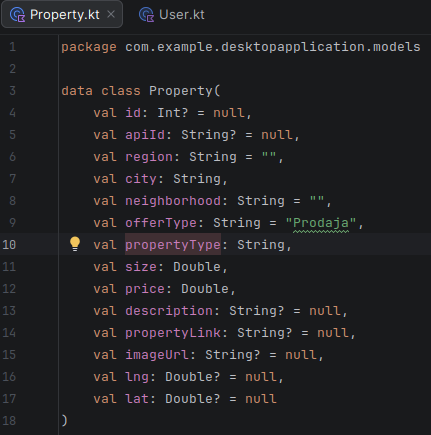 Property.kt × User.kt
1 package com.example.desktopapplication.models
2
3 data class Property(
4 val id: Int? = null,
5 val apiId: String? = null,
6 val region: String = "",
7 val city: String,
8 val neighborhood: String = "",
9 val offerType: String = "Prodaja",
10 val propertyType: String,
11 val size: Double,
12 val price: Double,
13 val description: String? = null,
14 val propertyLink: String? = null,
15 val imageUrl: String? = null,
16 val lng: Double? = null,
17 val lat: Double? = null
18 )